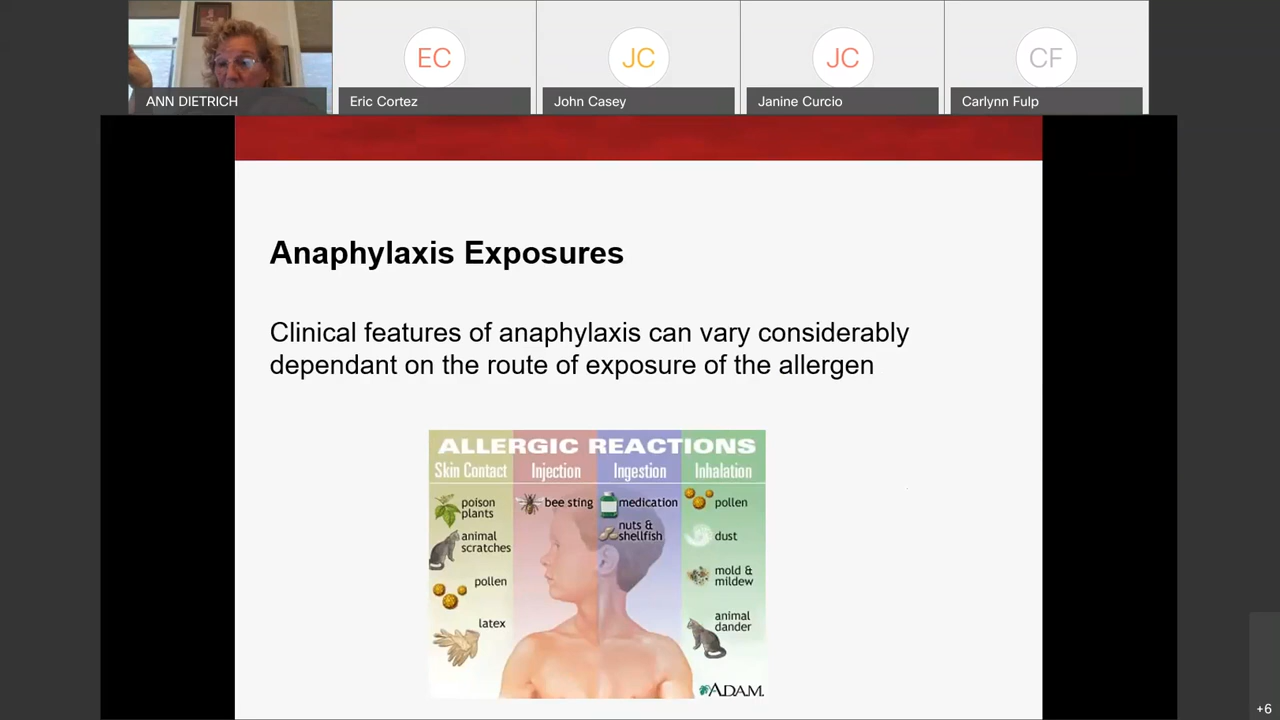 ANN DIETRICH
EC
Eric Cortez
JC
John Casey
JC
Janine Curcio
CF
Carlynn Fulp
Anaphylaxis Exposures
Clinical features of anaphylaxis can vary considerably
dependant on the route of exposure of the allergen
ALLERGIC REACTIONS
Skin Contact
poison
plants
animal
scratches
pollen
latex
Injection
bee sting
Ingestion
medication
nuts &
shellfish
Inhalation
pollen
dust
mold &
mildew
animal
dander
ADAM.
+6